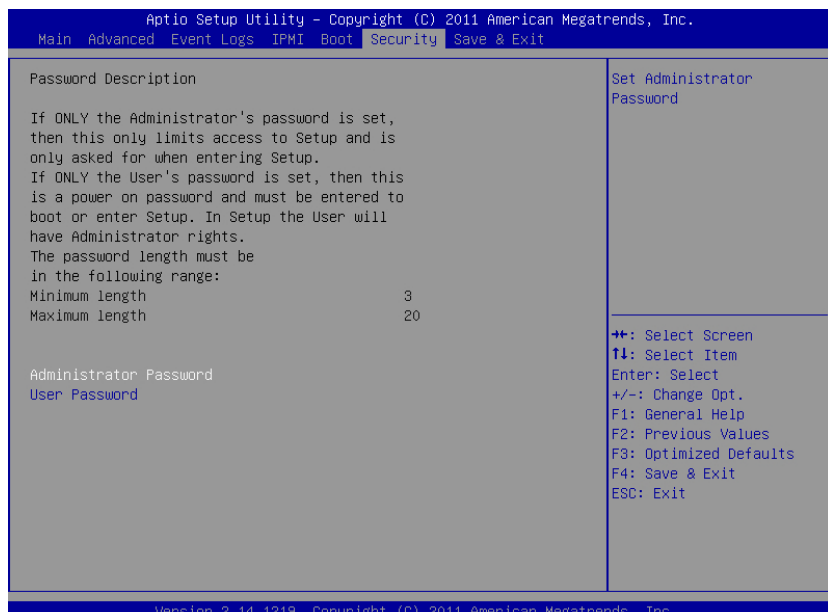 Aptio Setup Utility – Copyright (C) 2011 American Megatrends, Inc.
Main Advanced Event Logs IPMI Boot Security Save & Exit
Password Description
If ONLY the Administrator's password is set,
then this only limits access to Setup and is
only asked for when entering Setup.
If ONLY the User's password is set, then this
is a power on password and must be entered to
boot or enter Setup. In Setup the User will
have Administrator rights.
The password length must be
in the following range:
Minimum length 3
Maximum length 20
Administrator Password
User Password
Set Administrator
Password
→←: Select Screen
↑↓: Select Item
Enter: Select
+/-: Change Opt.
F1: General Help
F2: Previous Values
F3: Optimized Defaults
F4: Save & Exit
ESC: Exit
Version 2.14.1219. Copyright (C) 2011 American Megatrends, Inc.